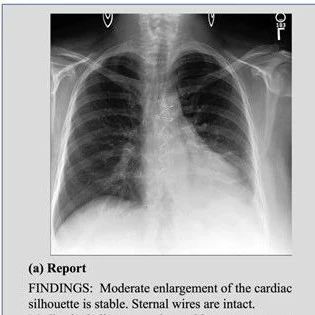 (a) Report
FINDINGS: Moderate enlargement of the cardiac
silhouette is stable. Sternal wires are intact.